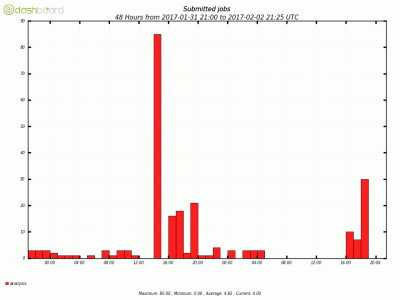 dashboard
Submitted jobs
48 Hours from 2017-01-31 21:00 to 2017-02-02 21:25 UTC
90
80
70
60
50
40
30
20
10
0
00:00 04:00 08:00 12:00 16:00 20:00 00:00 04:00 08:00 12:00 16:00 20:00
analysis
Maximum: 85.00 , Minimum: 0.00 , Average: 4.85 , Current: 0.00